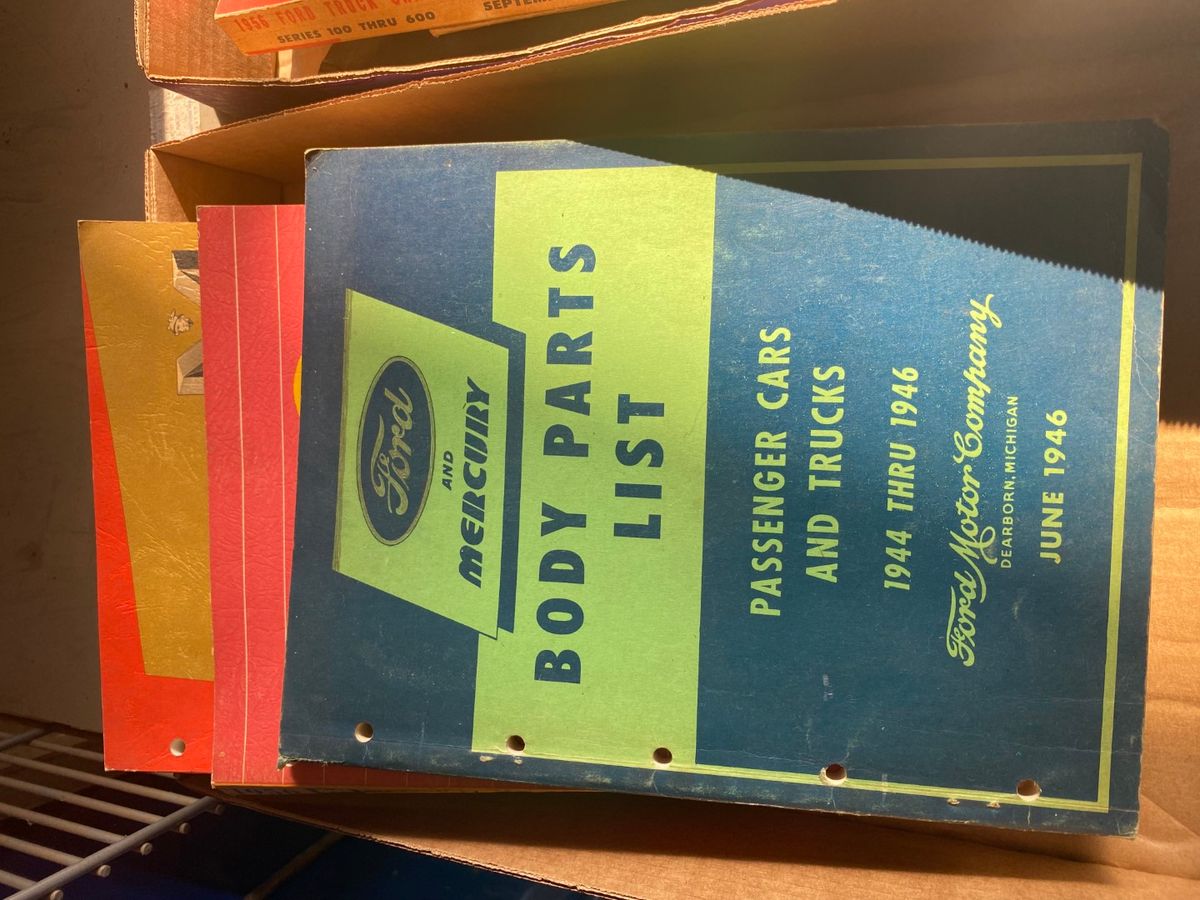 1956 FORD TRUCK
SERIES 100 THRU 600
Ford
AND
MERCURY
BODY PARTS
LIST
PASSENGER CARS
AND TRUCKS
1944 THRU 1946
Ford Motor Company
DEARBORN, MICHIGAN
JUNE 1946